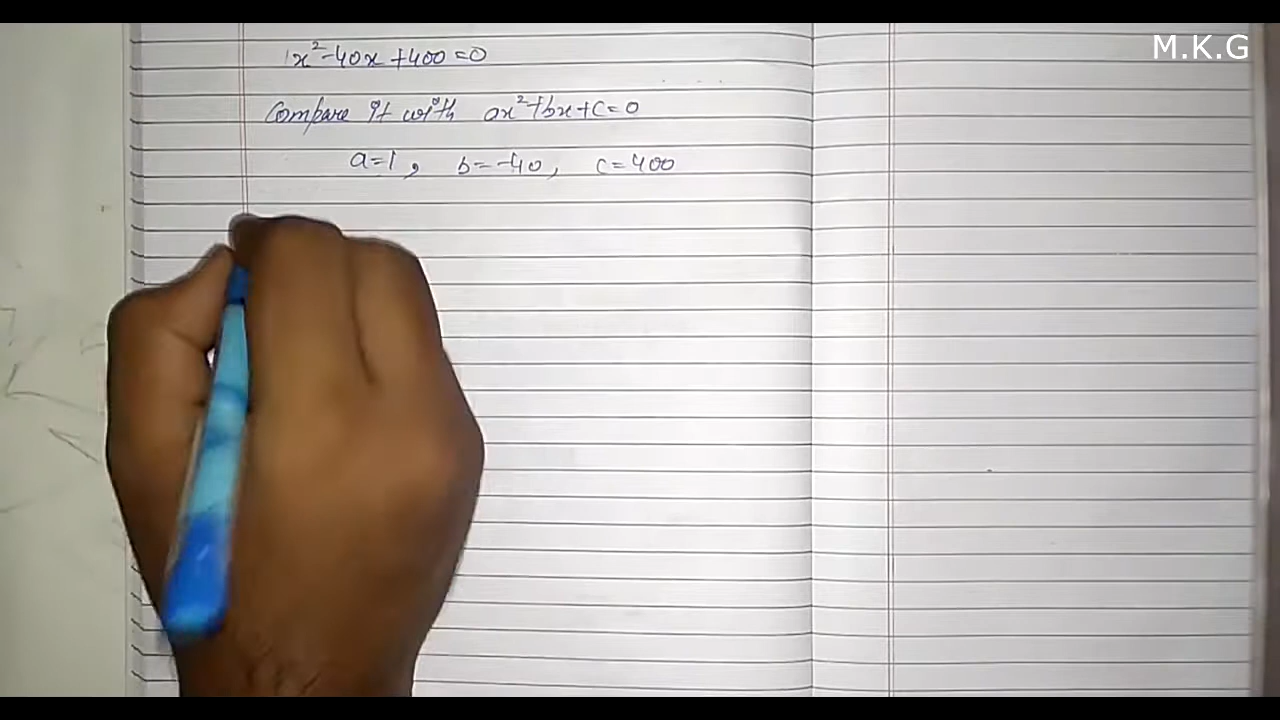 M.K.G
1x²-40x+400=0
Compare it with ax²+bx+c=0
a=1, b=-40, c=400